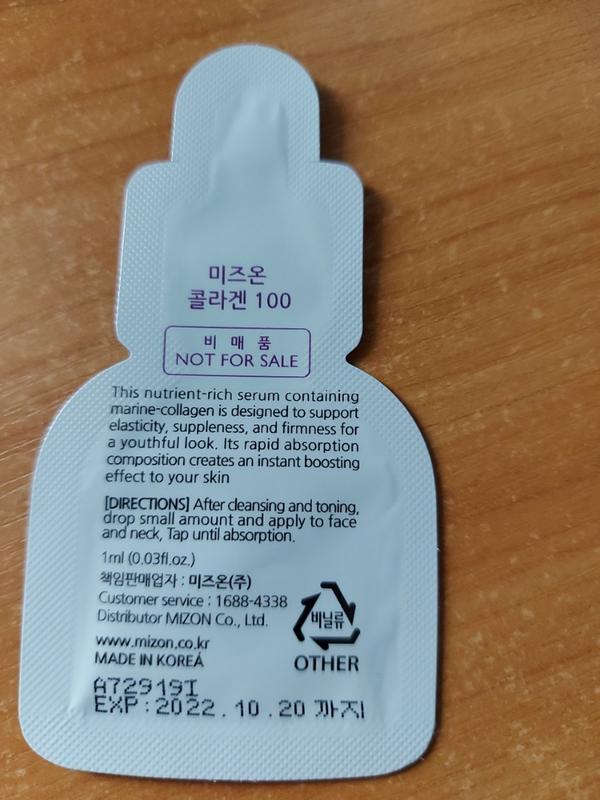 미즈온
콜라겐 100
비 매 품
NOT FOR SALE
This nutrient-rich serum containing
marine-collagen is designed to support
elasticity, suppleness, and firmness for
a youthful look. Its rapid absorption
composition creates an instant boosting
effect to your skin
[DIRECTIONS] After cleansing and toning,
drop small amount and apply to face
and neck, Tap until absorption.
1ml (0.03fl.oz.)
책임판매업자 : 미즈온(주)
Customer service : 1688-4338
Distributor MIZON Co., Ltd.
www.mizon.co.kr
MADE IN KOREA
비닐류
OTHER
A72919I
EXP:2022.10.20 까지